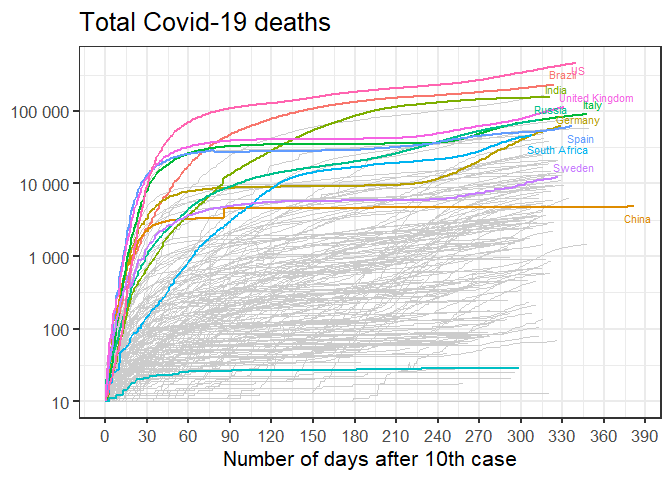 Total Covid-19 deaths
US
Brazil
India
United Kingdom
Italy
Russia
Germany
Spain
South Africa
Sweden
China
100 000
10 000
1 000
100
10
0 30 60 90 120 150 180 210 240 270 300 330 360 390
Number of days after 10th case